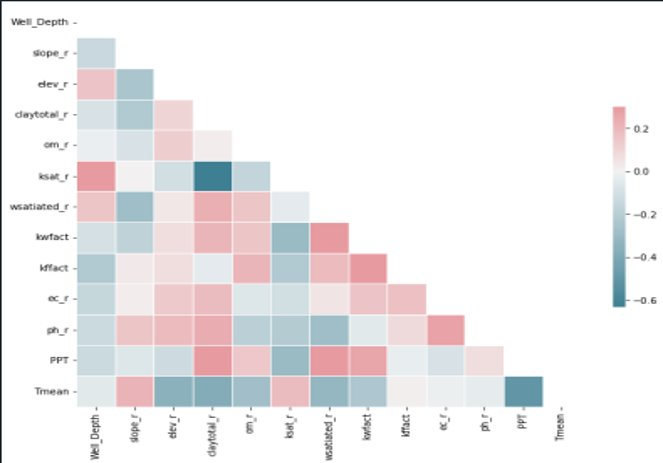 Well_Depth
slope_r
elev_r
claytotal_r
om_r
ksat_r
wsatiated_r
kwfact
kffact
ec_r
ph_r
PPT
Tmean
0.2
0.0
−0.2
−0.4
−0.6
Well_Depth
slope_r
elev_r
claytotal_r
om_r
ksat_r
wsatiated_r
kwfact
kffact
ec_r
ph_r
PPT
Tmean